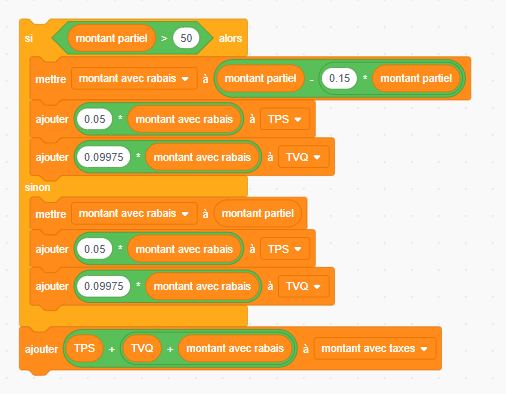 si montant partiel > 50 alors
mettre montant avec rabais à montant partiel - 0.15 * montant partiel
ajouter 0.05 * montant avec rabais à TPS
ajouter 0.09975 * montant avec rabais à TVQ
sinon
mettre montant avec rabais à montant partiel
ajouter 0.05 * montant avec rabais à TPS
ajouter 0.09975 * montant avec rabais à TVQ
ajouter TPS + TVQ + montant avec rabais à montant avec taxes